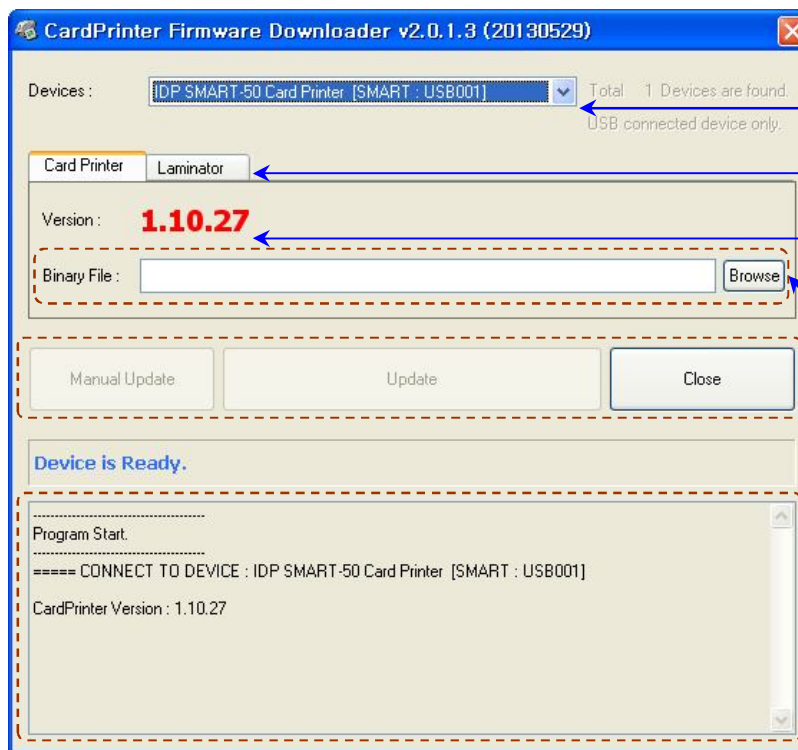 CardPrinter Firmware Downloader v2.0.1.3 (20130529)
Devices : IDP SMART-50 Card Printer [SMART : USB001] Total 1 Devices are found.
USB connected device only.
Card Printer Laminator
Version : 1.10.27
Binary File : Browse
Manual Update Update Close
Device is Ready.
---------------------------------------
Program Start.
---------------------------------------
===== CONNECT TO DEVICE : IDP SMART-50 Card Printer [SMART : USB001]
CardPrinter Version : 1.10.27